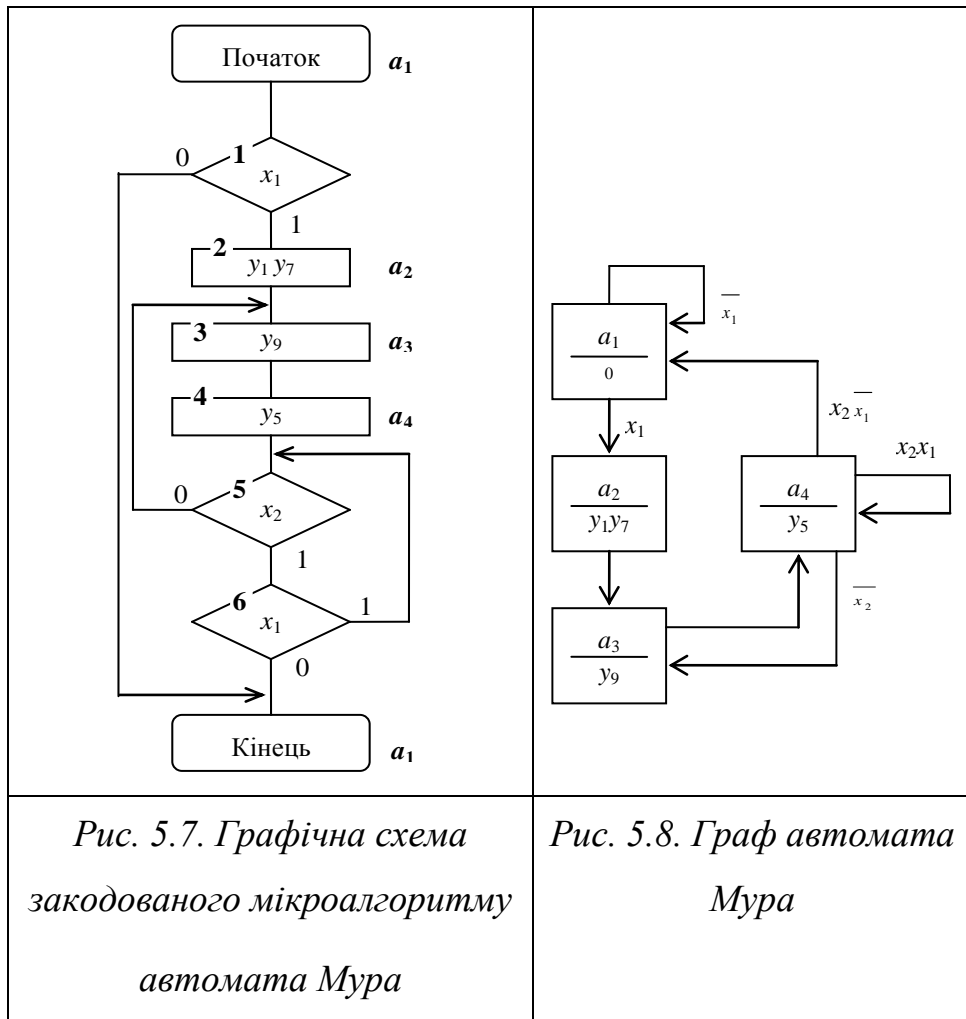 Початок a₁
1
0 x₁
1
2
y₁ y₇ a₂
3
y₉ a₃
4
y₅ a₄
5
0 x₂
1
6
x₁ 1
0
Кінець a₁
x̅₁
a₁
0
x₁
x₂ x̅₁
x₂x₁
a₂
y₁y₇
a₄
y₅
x̅₂
a₃
y₉
Рис. 5.7. Графічна схема
закодованого мікроалгоритму
автомата Мура
Рис. 5.8. Граф автомата
Мура